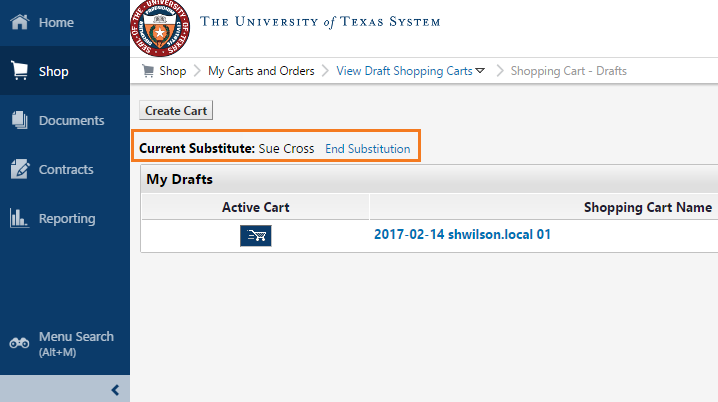 Home
THE UNIVERSITY of TEXAS SYSTEM
Shop
Shop My Carts and Orders View Draft Shopping Carts Shopping Cart - Drafts
Create Cart
Documents
Current Substitute: Sue Cross End Substitution
Contracts
My Drafts
Active Cart Shopping Cart Name
Reporting
2017-02-14 shwilson.local 01
Menu Search
(Alt+M)